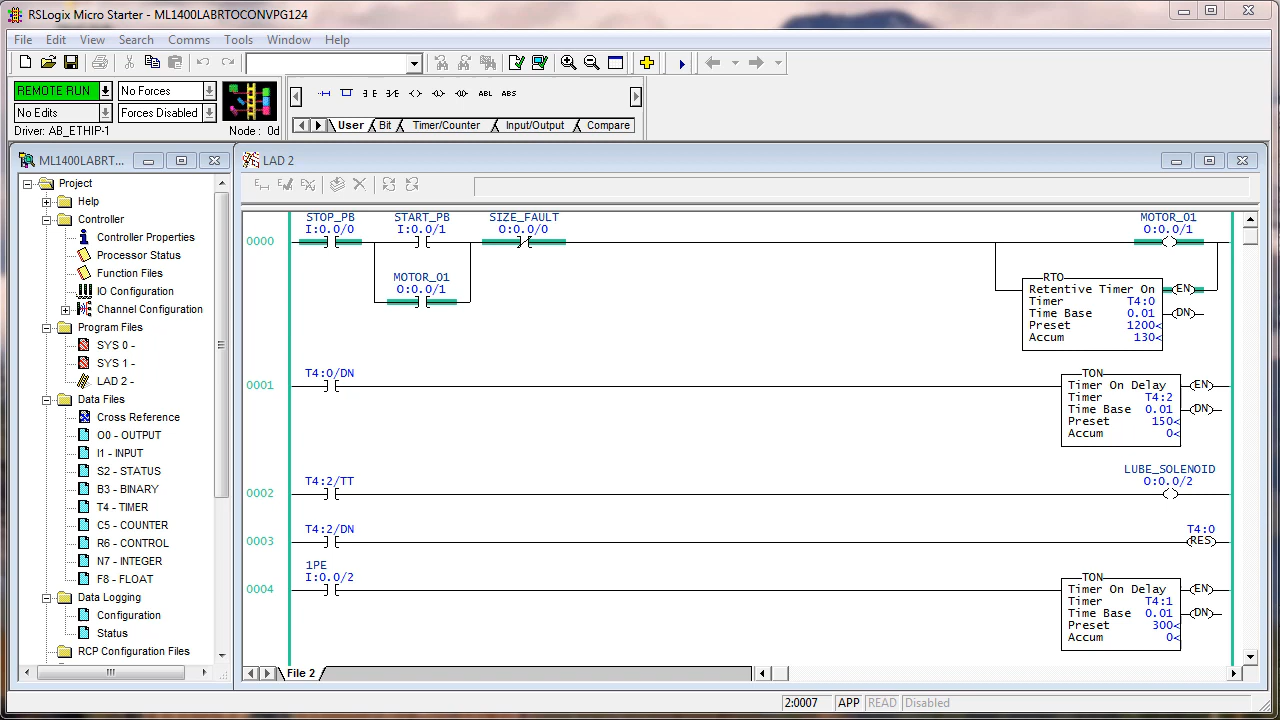 RSLogix Micro Starter - ML1400LABRTOCONVPG124
File Edit View Search Comms Tools Window Help
REMOTE RUN No Forces
No Edits Forces Disabled
Driver: AB_ETHIP-1 Node : 0d
ABL ABS
User Bit Timer/Counter Input/Output Compare
ML1400LABRT...
Project
Help
Controller
Controller Properties
Processor Status
Function Files
IO Configuration
Channel Configuration
Program Files
SYS 0 -
SYS 1 -
LAD 2 -
Data Files
Cross Reference
O0 - OUTPUT
I1 - INPUT
S2 - STATUS
B3 - BINARY
T4 - TIMER
C5 - COUNTER
R6 - CONTROL
N7 - INTEGER
F8 - FLOAT
Data Logging
Configuration
Status
RCP Configuration Files
LAD 2
STOP_PB START_PB SIZE_FAULT MOTOR_01
I:0.0/0 I:0.0/1 O:0.0/0 O:0.0/1
0000
MOTOR_01
O:0.0/1
RTO
Retentive Timer On EN
Timer T4:0
Time Base 0.01 DN
Preset 1200<
Accum 130<
T4:0/DN
0001
TON
Timer On Delay EN
Timer T4:2
Time Base 0.01 DN
Preset 150<
Accum 0<
T4:2/TT LUBE_SOLENOID
0002 O:0.0/2
T4:2/DN T4:0
0003 RES
1PE
I:0.0/2
0004
TON
Timer On Delay EN
Timer T4:1
Time Base 0.01 DN
Preset 300<
Accum 0<
File 2
2:0007 APP READ Disabled